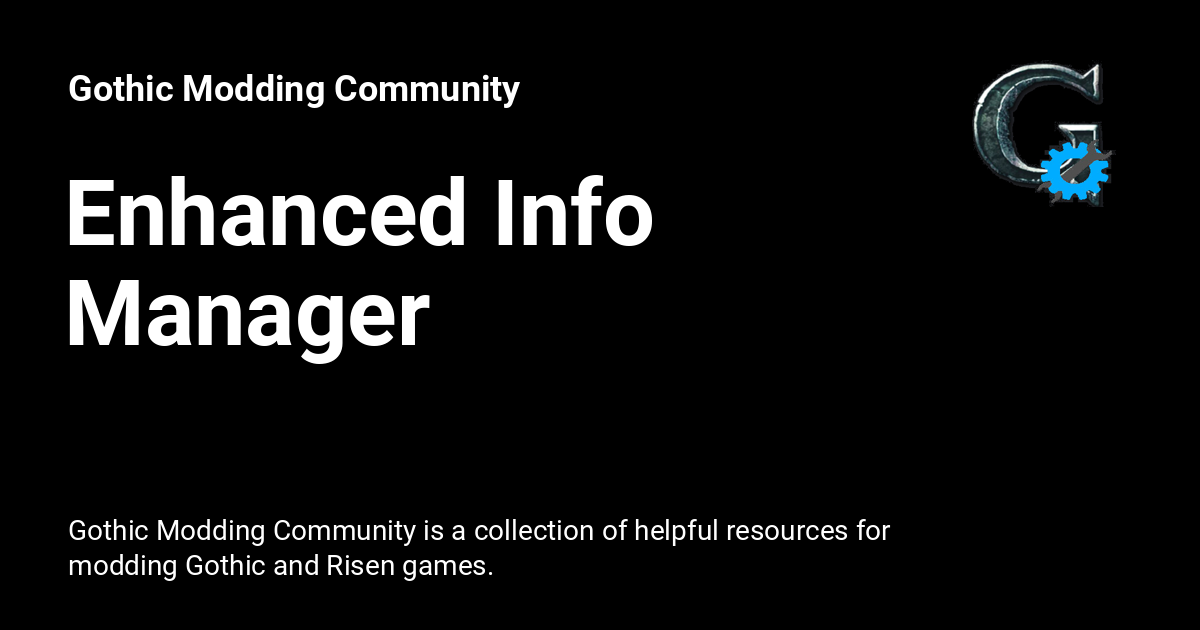 Gothic Modding Community
G
Enhanced Info
Manager
Gothic Modding Community is a collection of helpful resources for
modding Gothic and Risen games.